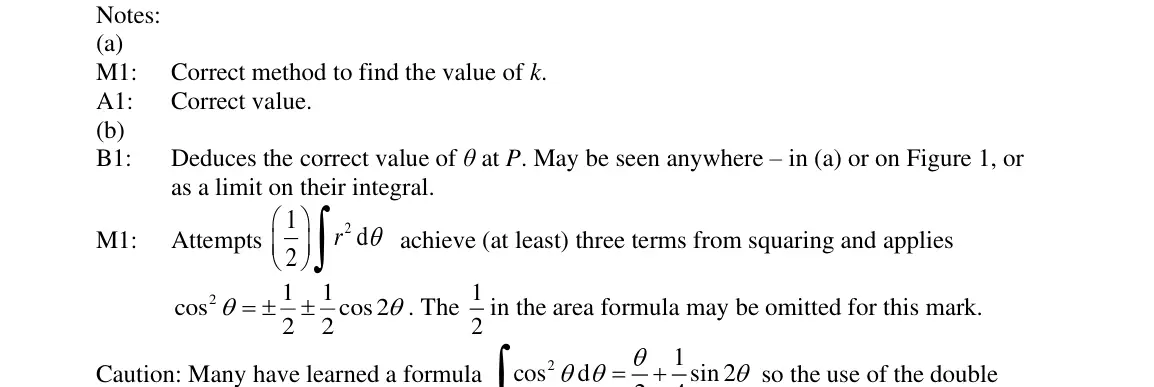 Notes:
(a)
M1: Correct method to find the value of k.
A1: Correct value.
(b)
B1: Deduces the correct value of θ at P. May be seen anywhere – in (a) or on Figure 1, or
as a limit on their integral.
M1: Attempts (1/2) ∫ r² dθ achieve (at least) three terms from squaring and applies
cos² θ = ± 1/2 ± 1/2 cos 2θ. The 1/2 in the area formula may be omitted for this mark.
Caution: Many have learned a formula ∫ cos² θ dθ = θ/2 + 1/4 sin 2θ so the use of the double